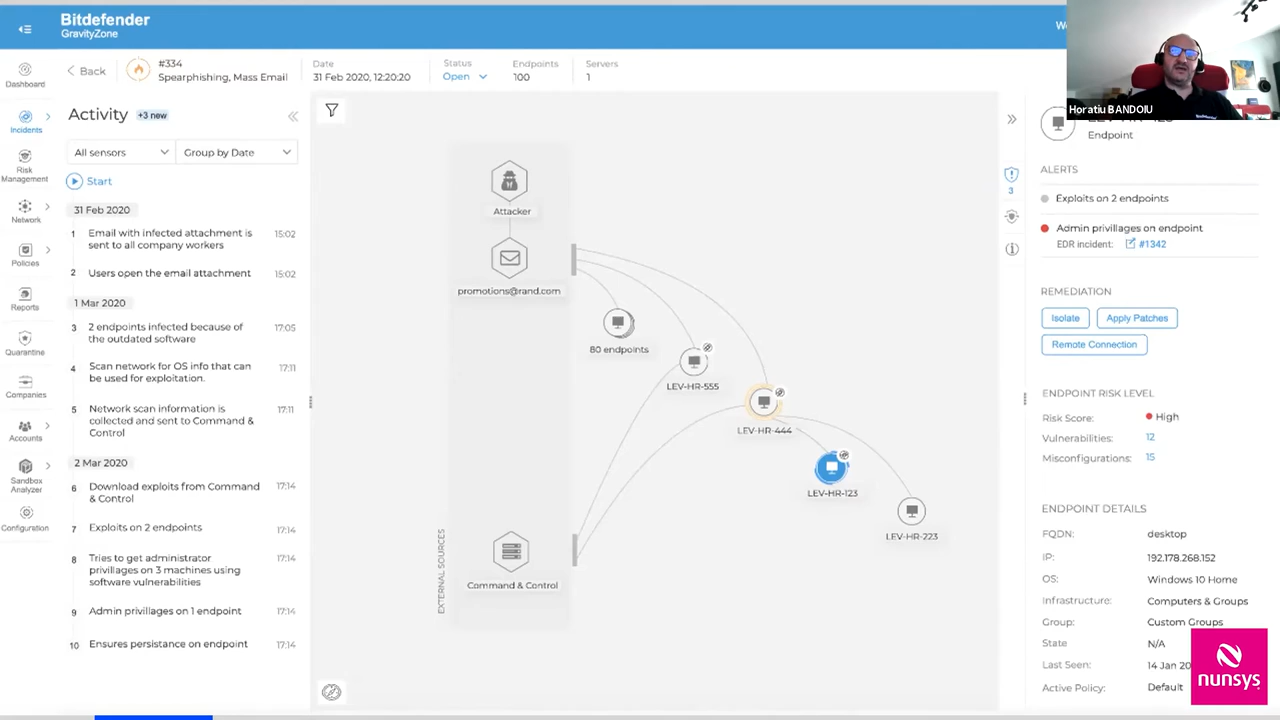 Bitdefender
GravityZone
We
Horatiu BANDOIU
Dashboard
Incidents
Risk
Management
Network
Policies
Reports
Quarantine
Companies
Accounts
Sandbox
Analyzer
Configuration
Back
#334
Spearphishing, Mass Email
Date
31 Feb 2020, 12:20:20
Status
Open
Endpoints
100
Servers
1
Activity
+3 new
All sensors
Group by Date
Start
31 Feb 2020
1 Email with infected attachment is 15:02
sent to all company workers
2 Users open the email attachment 15:02
1 Mar 2020
3 2 endpoints infected because of 17:05
the outdated software
4 Scan network for OS info that can 17:11
be used for exploitation.
5 Network scan information is 17:11
collected and sent to Command &
Control
2 Mar 2020
6 Download exploits from Command 17:14
& Control
7 Exploits on 2 endpoints 17:14
8 Tries to get administrator 17:14
privillages on 3 machines using
software vulnerabilities
9 Admin privillages on 1 endpoint 17:14
10 Ensures persistance on endpoint 17:14
Attacker
promotions@rand.com
80 endpoints
LEV-HR-555
LEV-HR-444
LEV-HR-123
LEV-HR-223
EXTERNAL SOURCES
Command & Control
3
Endpoint
ALERTS
Exploits on 2 endpoints
Admin privillages on endpoint
EDR incident: #1342
REMEDIATION
Isolate
Apply Patches
Remote Connection
ENDPOINT RISK LEVEL
Risk Score: High
Vulnerabilities: 12
Misconfigurations: 15
ENDPOINT DETAILS
FQDN: desktop
IP: 192.178.268.152
OS: Windows 10 Home
Infrastructure: Computers & Groups
Group: Custom Groups
State N/A
Last Seen: 14 Jan 20
Active Policy: Default
nunsys